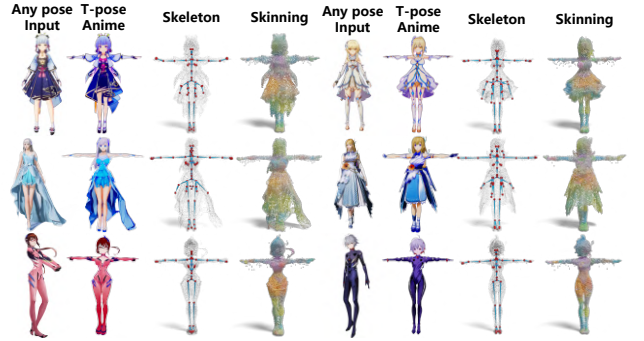 Any pose T-pose Skeleton Skinning Any pose T-pose Skeleton Skinning
Input Anime Input Anime